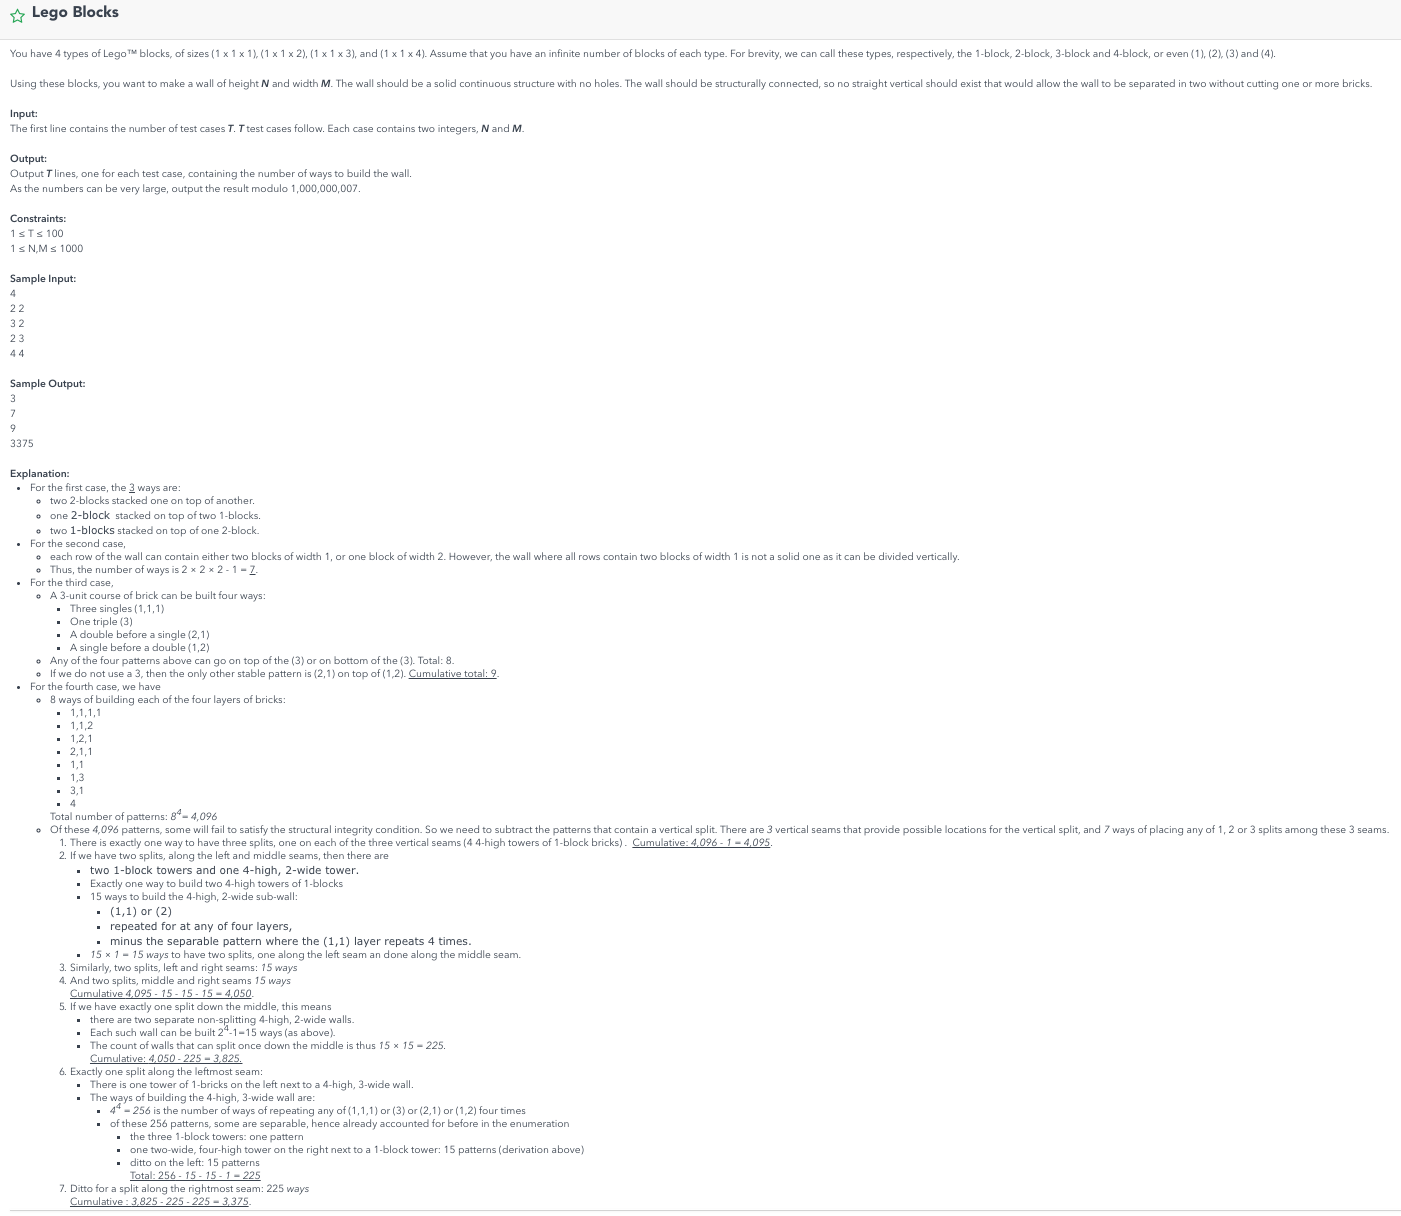 Lego Blocks
You have 4 types of Lego™ blocks, of sizes (1 x 1 x 1), (1 x 1 x 2), (1 x 1 x 3), and (1 x 1 x 4). Assume that you have an infinite number of blocks of each type. For brevity, we can call these types, respectively, the 1-block, 2-block, 3-block and 4-block, or even (1), (2), (3) and (4).
Using these blocks, you want to make a wall of height N and width M. The wall should be a solid continuous structure with no holes. The wall should be structurally connected, so no straight vertical should exist that would allow the wall to be separated in two without cutting one or more bricks.
Input:
The first line contains the number of test cases T. T test cases follow. Each case contains two integers, N and M.
Output:
Output T lines, one for each test case, containing the number of ways to build the wall.
As the numbers can be very large, output the result modulo 1,000,000,007.
Constraints:
1 ≤ T ≤ 100
1 ≤ N,M ≤ 1000
Sample Input:
4
2 2
3 2
2 3
4 4
Sample Output:
3
7
9
3375
Explanation:
• For the first case, the 3 ways are:
two 2-blocks stacked one on top of another.
one 2-block stacked on top of two 1-blocks.
two 1-blocks stacked on top of one 2-block.
• For the second case,
each row of the wall can contain either two blocks of width 1, or one block of width 2. However, the wall where all rows contain two blocks of width 1 is not a solid one as it can be divided vertically.
Thus, the number of ways is 2 × 2 × 2 - 1 = 7.
• For the third case,
A 3-unit course of brick can be built four ways:
Three singles (1,1,1)
One triple (3)
A double before a single (2,1)
A single before a double (1,2)
Any of the four patterns above can go on top of the (3) or on bottom of the (3). Total: 8.
If we do not use a 3, then the only other stable pattern is (2,1) on top of (1,2). Cumulative total: 9.
• For the fourth case, we have
8 ways of building each of the four layers of bricks:
1,1,1,1
1,1,2
1,2,1
2,1,1
1,1
1,3
3,1
4
Total number of patterns: 8^4 = 4,096
Of these 4,096 patterns, some will fail to satisfy the structural integrity condition. So we need to subtract the patterns that contain a vertical split. There are 3 vertical seams that provide possible locations for the vertical split, and 7 ways of placing any of 1, 2 or 3 splits among these 3 seams.
1. There is exactly one way to have three splits, one on each of the three vertical seams (4 4-high towers of 1-block bricks) . Cumulative: 4,096 - 1 = 4,095.
2. If we have two splits, along the left and middle seams, then there are
two 1-block towers and one 4-high, 2-wide tower.
Exactly one way to build two 4-high towers of 1-blocks
15 ways to build the 4-high, 2-wide sub-wall:
(1,1) or (2)
repeated for at any of four layers,
minus the separable pattern where the (1,1) layer repeats 4 times.
15 × 1 = 15 ways to have two splits, one along the left seam an done along the middle seam.
3. Similarly, two splits, left and right seams: 15 ways
4. And two splits, middle and right seams 15 ways
Cumulative 4,095 - 15 - 15 - 15 = 4,050.
5. If we have exactly one split down the middle, this means
there are two separate non-splitting 4-high, 2-wide walls.
Each such wall can be built 2^4-1=15 ways (as above).
The count of walls that can split once down the middle is thus 15 × 15 = 225.
Cumulative: 4,050 - 225 = 3,825.
6. Exactly one split along the leftmost seam:
There is one tower of 1-bricks on the left next to a 4-high, 3-wide wall.
The ways of building the 4-high, 3-wide wall are:
4^4 = 256 is the number of ways of repeating any of (1,1,1) or (3) or (2,1) or (1,2) four times
of these 256 patterns, some are separable, hence already accounted for before in the enumeration
the three 1-block towers: one pattern
one two-wide, four-high tower on the right next to a 1-block tower: 15 patterns (derivation above)
ditto on the left: 15 patterns
Total: 256 - 15 - 15 - 1 = 225
7. Ditto for a split along the rightmost seam: 225 ways
Cumulative : 3,825 - 225 - 225 = 3,375.